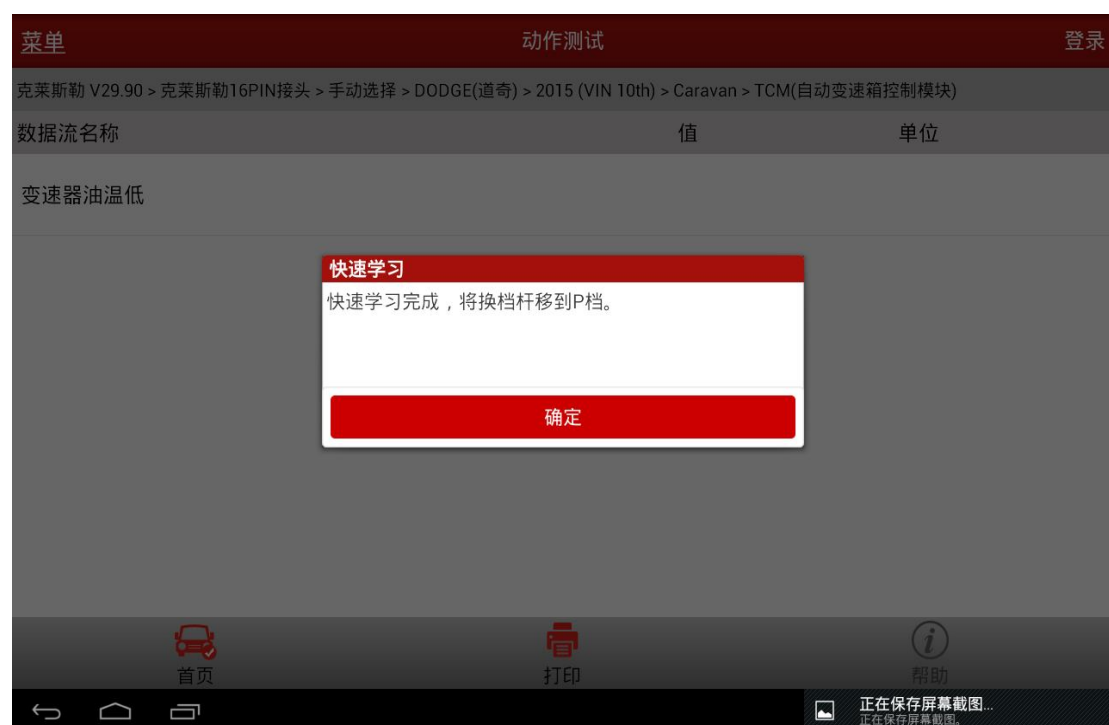 菜单 动作测试 登录
克莱斯勒 V29.90 > 克莱斯勒16PIN接头 > 手动选择 > DODGE(道奇) > 2015 (VIN 10th) > Caravan > TCM(自动变速箱控制模块)
数据流名称 值 单位
变速器油温低
快速学习
快速学习完成，将换档杆移到P档。
确定
首页 打印 帮助
正在保存屏幕截图...
正在保存屏幕截图。